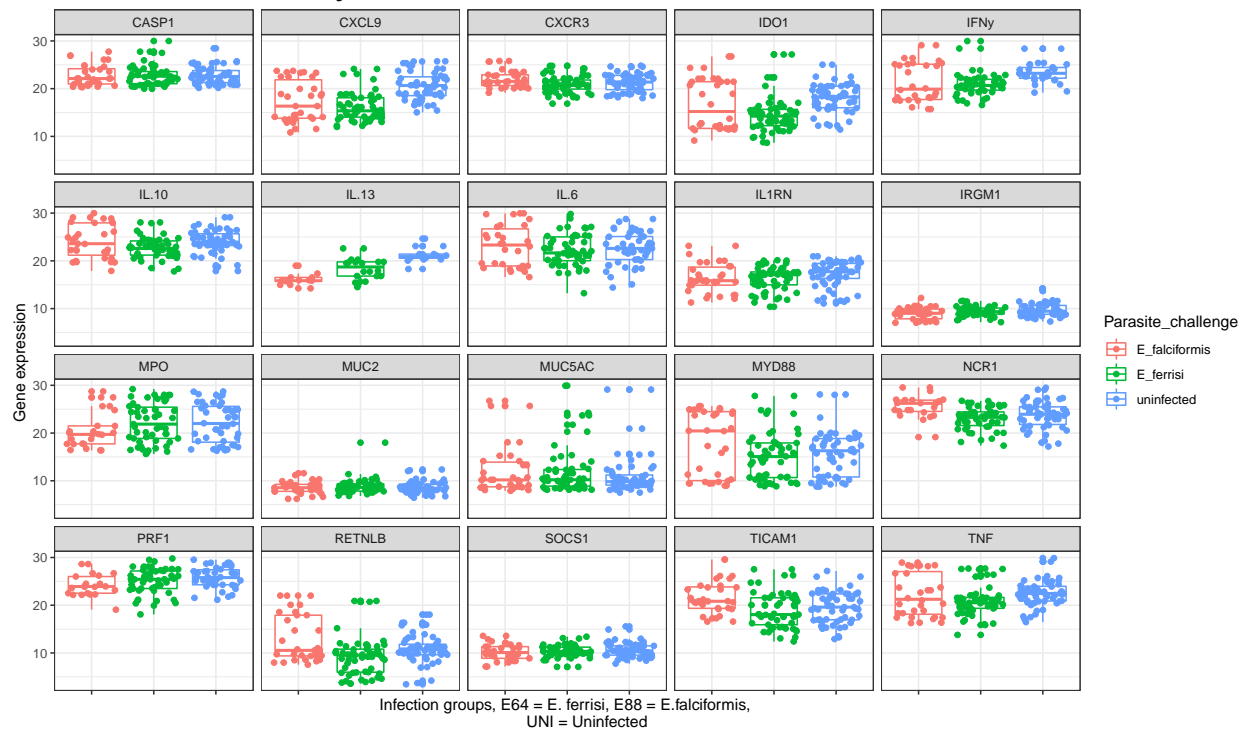 CASP1 CXCL9 CXCR3 IDO1 IFNy
30
20
10
IL.10 IL.13 IL.6 IL1RN IRGM1
30
20
10
MPO MUC2 MUC5AC MYD88 NCR1
30
20
10
PRF1 RETNLB SOCS1 TICAM1 TNF
30
20
10
Gene expression
Infection groups, E64 = E. ferrisi, E88 = E.falciformis,
UNI = Uninfected
Parasite_challenge
E_falciformis
E_ferrisi
uninfected